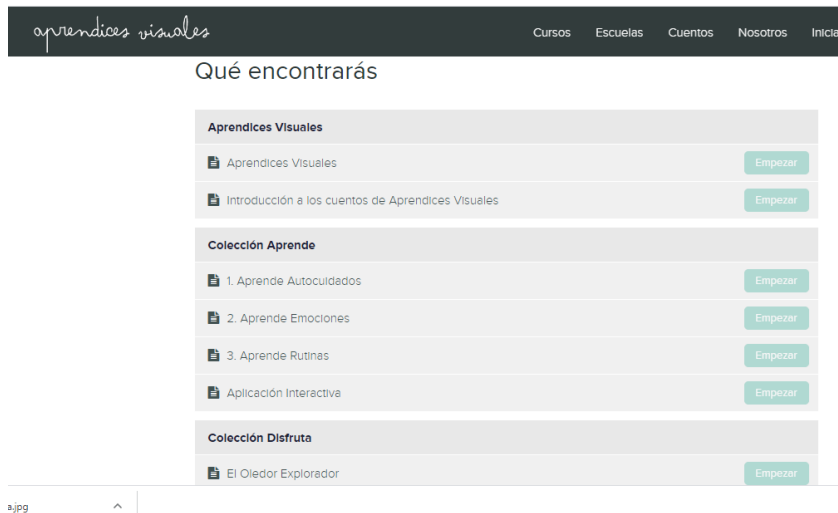 aprendices visuales
Cursos Escuelas Cuentos Nosotros Inicia
Qué encontrarás
Aprendices Visuales
Aprendices Visuales Empezar
Introducción a los cuentos de Aprendices Visuales Empezar
Colección Aprende
1. Aprende Autocuidados Empezar
2. Aprende Emociones Empezar
3. Aprende Rutinas Empezar
Aplicación Interactiva Empezar
Colección Disfruta
El Oledor Explorador Empezar
a.jpg